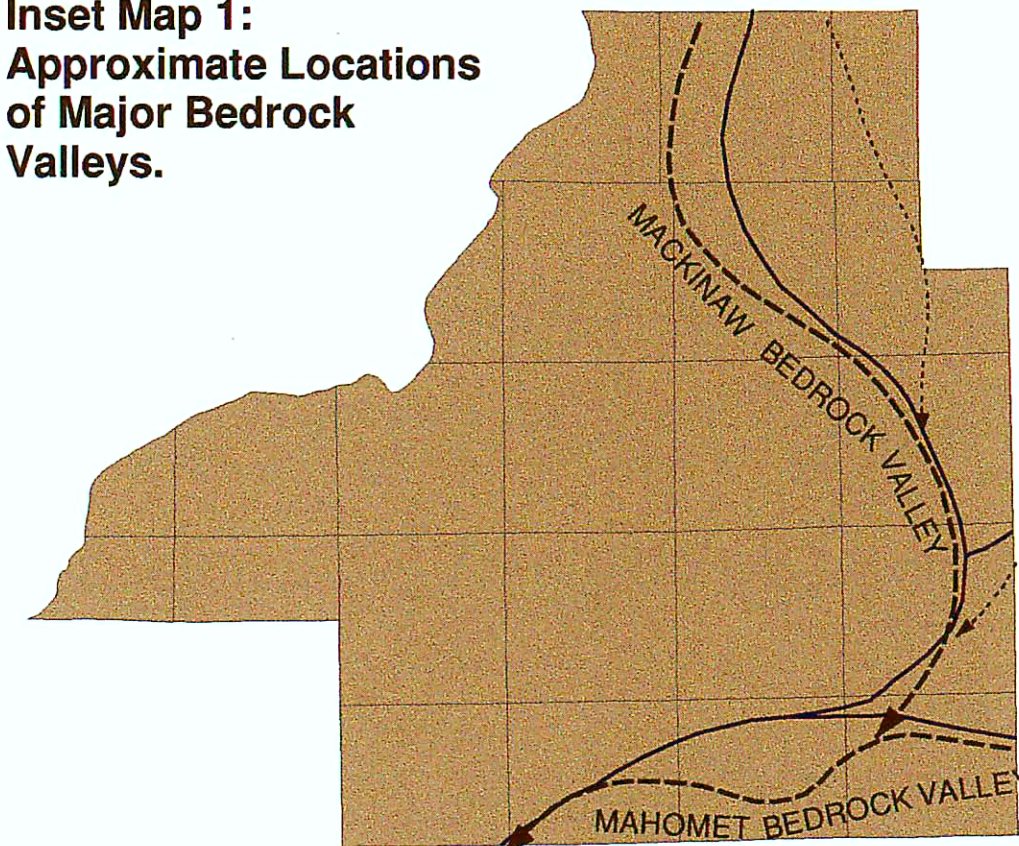 Inset Map 1:
Approximate Locations
of Major Bedrock
Valleys.
MACKINAW BEDROCK VALLEY
MAHOMET BEDROCK VALLEY